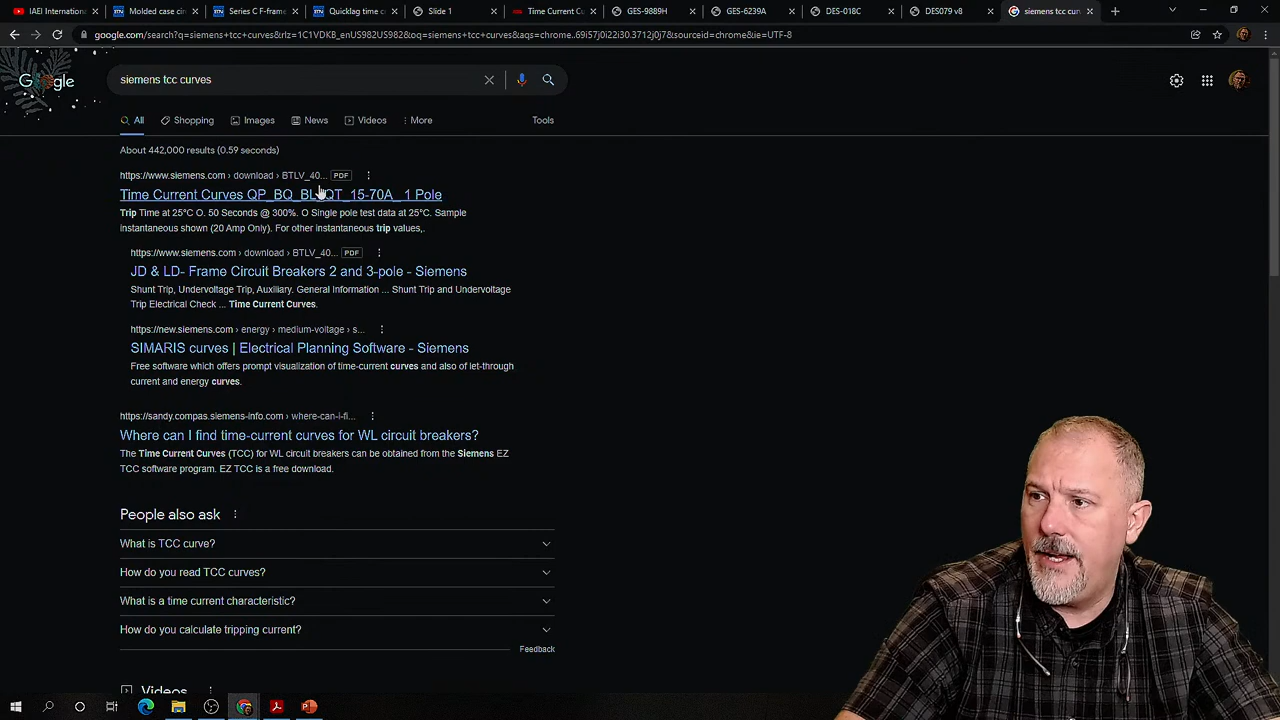 IAEI Internationa
Molded case cir
Series C F-frame
Quicklag time c
Slide 1
Time Current Cu
GES-9889H
GES-6239A
DES-018C
DES079 v8
siemens tcc curv
google.com/search?q=siemens+tcc+curves&rlz=1C1VDKB_enUS982US982&oq=siemens+tcc+curves&aqs=chrome..69i57j0i22i30.3712j0j7&sourceid=chrome&ie=UTF-8
Google
siemens tcc curves
All
Shopping
Images
News
Videos
More
Tools
About 442,000 results (0.59 seconds)
https://www.siemens.com › download › BTLV_40... PDF
Time Current Curves QP_BQ_BL QT_15-70A_ 1 Pole
Trip Time at 25°C O. 50 Seconds @ 300%. O Single pole test data at 25°C. Sample
instantaneous shown (20 Amp Only). For other instantaneous trip values,.
https://www.siemens.com › download › BTLV_40... PDF
JD & LD- Frame Circuit Breakers 2 and 3-pole - Siemens
Shunt Trip, Undervoltage Trip, Auxiliary. General Information ... Shunt Trip and Undervoltage
Trip Electrical Check ... Time Current Curves.
https://new.siemens.com › energy › medium-voltage › s...
SIMARIS curves | Electrical Planning Software - Siemens
Free software which offers prompt visualization of time-current curves and also of let-through
current and energy curves.
https://sandy.compas.siemens-info.com › where-can-i-fi...
Where can I find time-current curves for WL circuit breakers?
The Time Current Curves (TCC) for WL circuit breakers can be obtained from the Siemens EZ
TCC software program. EZ TCC is a free download.
People also ask
What is TCC curve?
How do you read TCC curves?
What is a time current characteristic?
How do you calculate tripping current?
Feedback
Videos